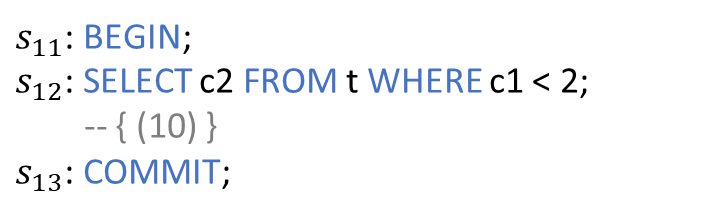 s₁₁: BEGIN;
s₁₂: SELECT c2 FROM t WHERE c1 < 2;
-- { (10) }
s₁₃: COMMIT;